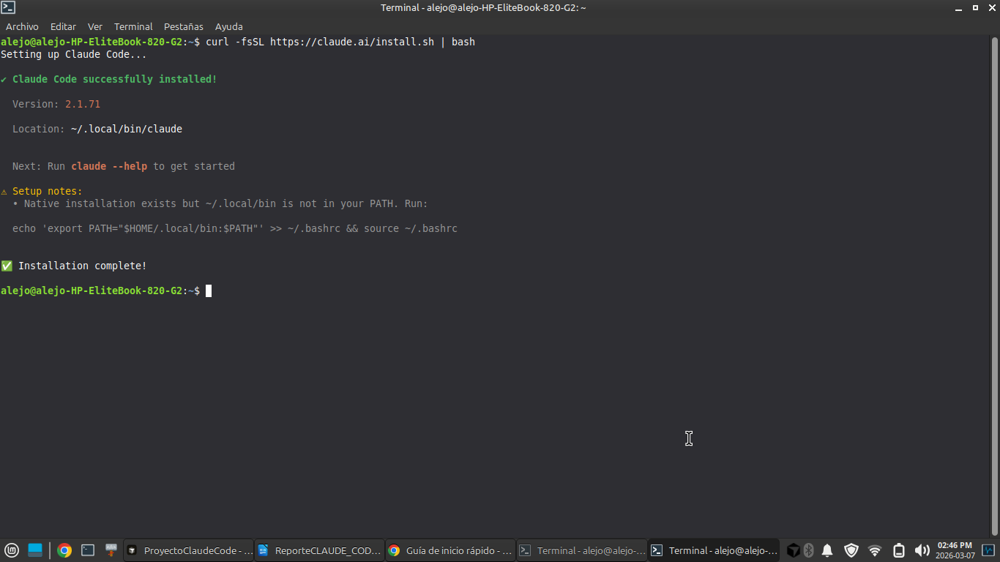 Terminal - alejo@alejo-HP-EliteBook-820-G2: ~
Archivo Editar Ver Terminal Pestañas Ayuda
alejo@alejo-HP-EliteBook-820-G2:~$ curl -fsSL https://claude.ai/install.sh | bash
Setting up Claude Code...
✔ Claude Code successfully installed!
Version: 2.1.71
Location: ~/.local/bin/claude
Next: Run claude --help to get started
⚠ Setup notes:
• Native installation exists but ~/.local/bin is not in your PATH. Run:
echo 'export PATH="$HOME/.local/bin:$PATH"' >> ~/.bashrc && source ~/.bashrc
✅ Installation complete!
alejo@alejo-HP-EliteBook-820-G2:~$
ProyectoClaudeCode - ... ReporteCLAUDE_COD... Guía de inicio rápido - ... Terminal - alejo@alejo-... Terminal - alejo@alejo-... 02:46 PM
2026-03-07